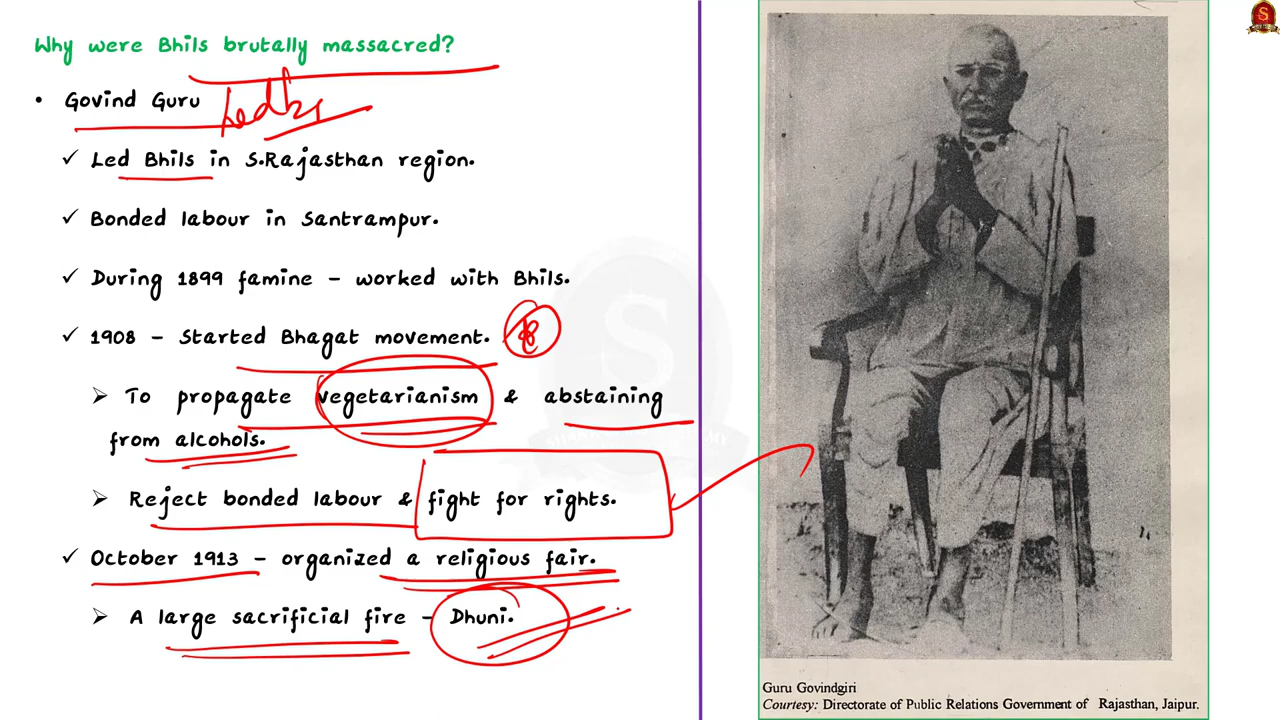 Why were Bhils brutally massacred?
• Govind Guru
✓ Led Bhils in S.Rajasthan region.
✓ Bonded labour in Santrampur.
✓ During 1899 famine – worked with Bhils.
✓ 1908 – Started Bhagat movement.
➢ To propagate vegetarianism & abstaining
from alcohols.
➢ Reject bonded labour & fight for rights.
✓ October 1913 – organized a religious fair.
➢ A large sacrificial fire – Dhuni.
Guru Govindgiri
Courtesy: Directorate of Public Relations Government of Rajasthan, Jaipur.